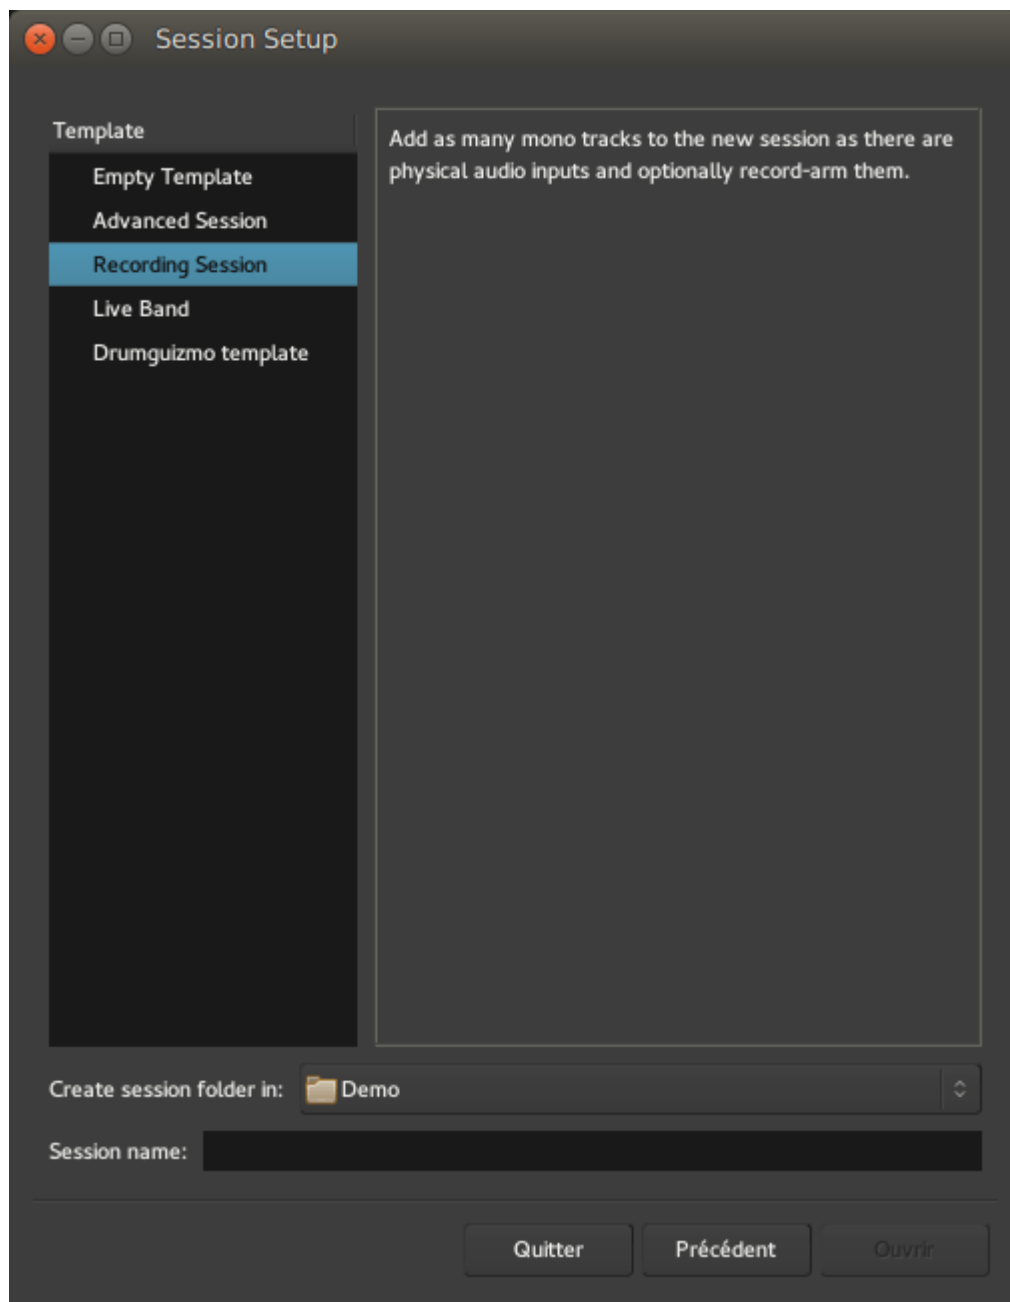 Session Setup
Template
Empty Template
Advanced Session
Recording Session
Live Band
Drumguizmo template
Add as many mono tracks to the new session as there are
physical audio inputs and optionally record-arm them.
Create session folder in: Demo
Session name:
Quitter Précédent Ouvrir